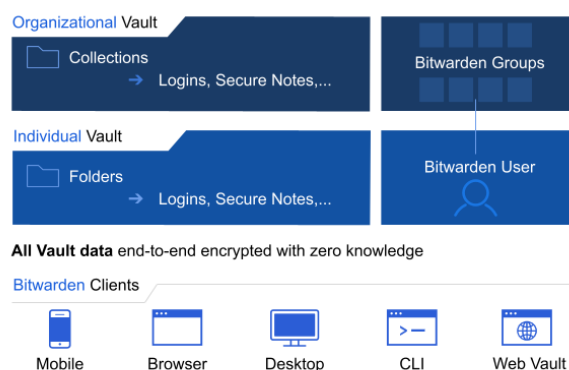 Organizational Vault
Collections
Logins, Secure Notes,...
Bitwarden Groups
Individual Vault
Folders
Logins, Secure Notes,...
Bitwarden User
All Vault data end-to-end encrypted with zero knowledge
Bitwarden Clients
Mobile
Browser
Desktop
CLI
Web Vault